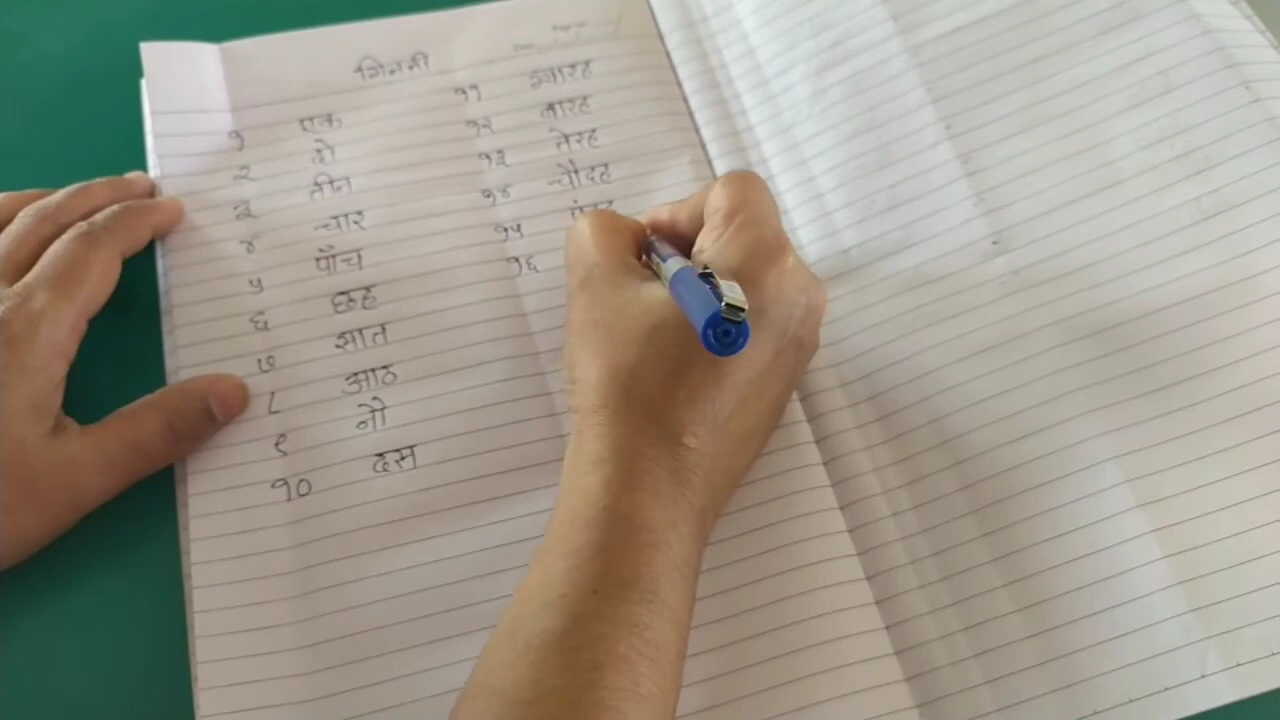 गिनती
१ एक
२ दो
३ तीन
४ चार
५ पाँच
६ छह
७ सात
८ आठ
९ नौ
१० दस
११ ग्यारह
१२ बारह
१३ तेरह
१४ चौदह
१५
१६